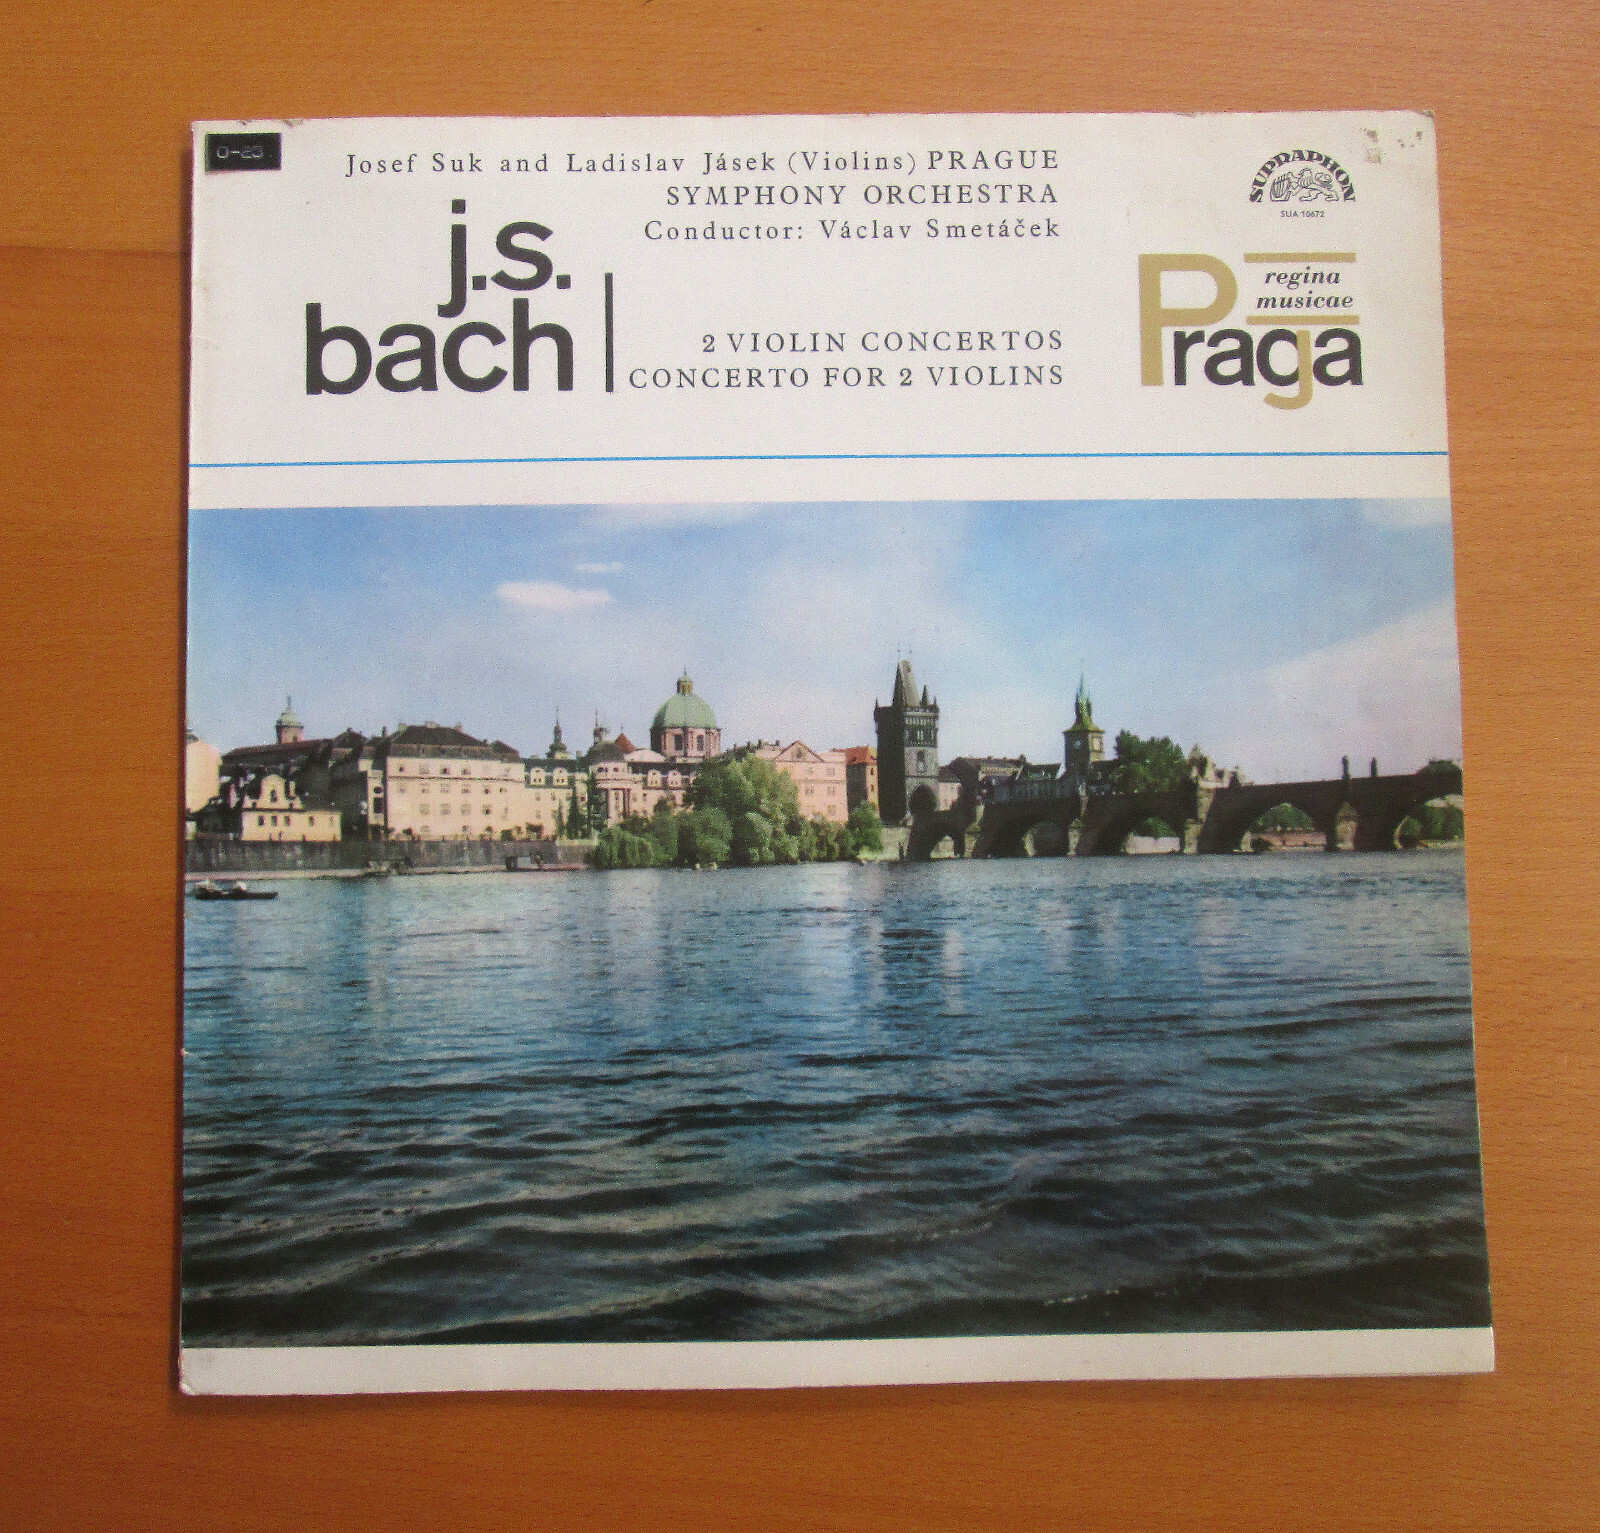 0-23
Josef Suk and Ladislav Jásek (Violins) PRAGUE
SYMPHONY ORCHESTRA
Conductor: Václav Smetáček
j.s.
bach
2 VIOLIN CONCERTOS
CONCERTO FOR 2 VIOLINS
SUPRAPHON
SUA 10672
regina
musicae
Praga